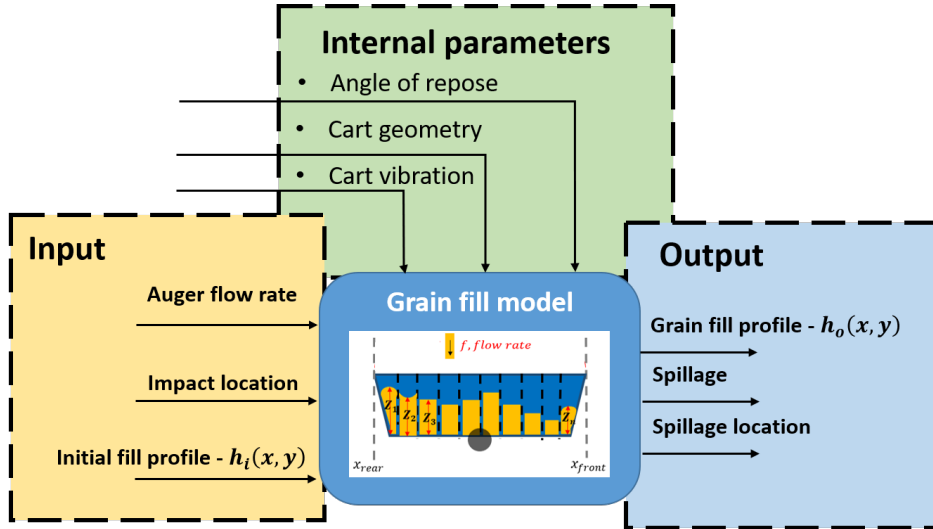 Internal parameters
• Angle of repose
• Cart geometry
• Cart vibration
Input
Auger flow rate
Impact location
Initial fill profile - h_i(x, y)
Grain fill model
f, flow rate
Z_1
Z_2
Z_3
Z_n
x_rear
x_front
Output
Grain fill profile - h_o(x, y)
Spillage
Spillage location